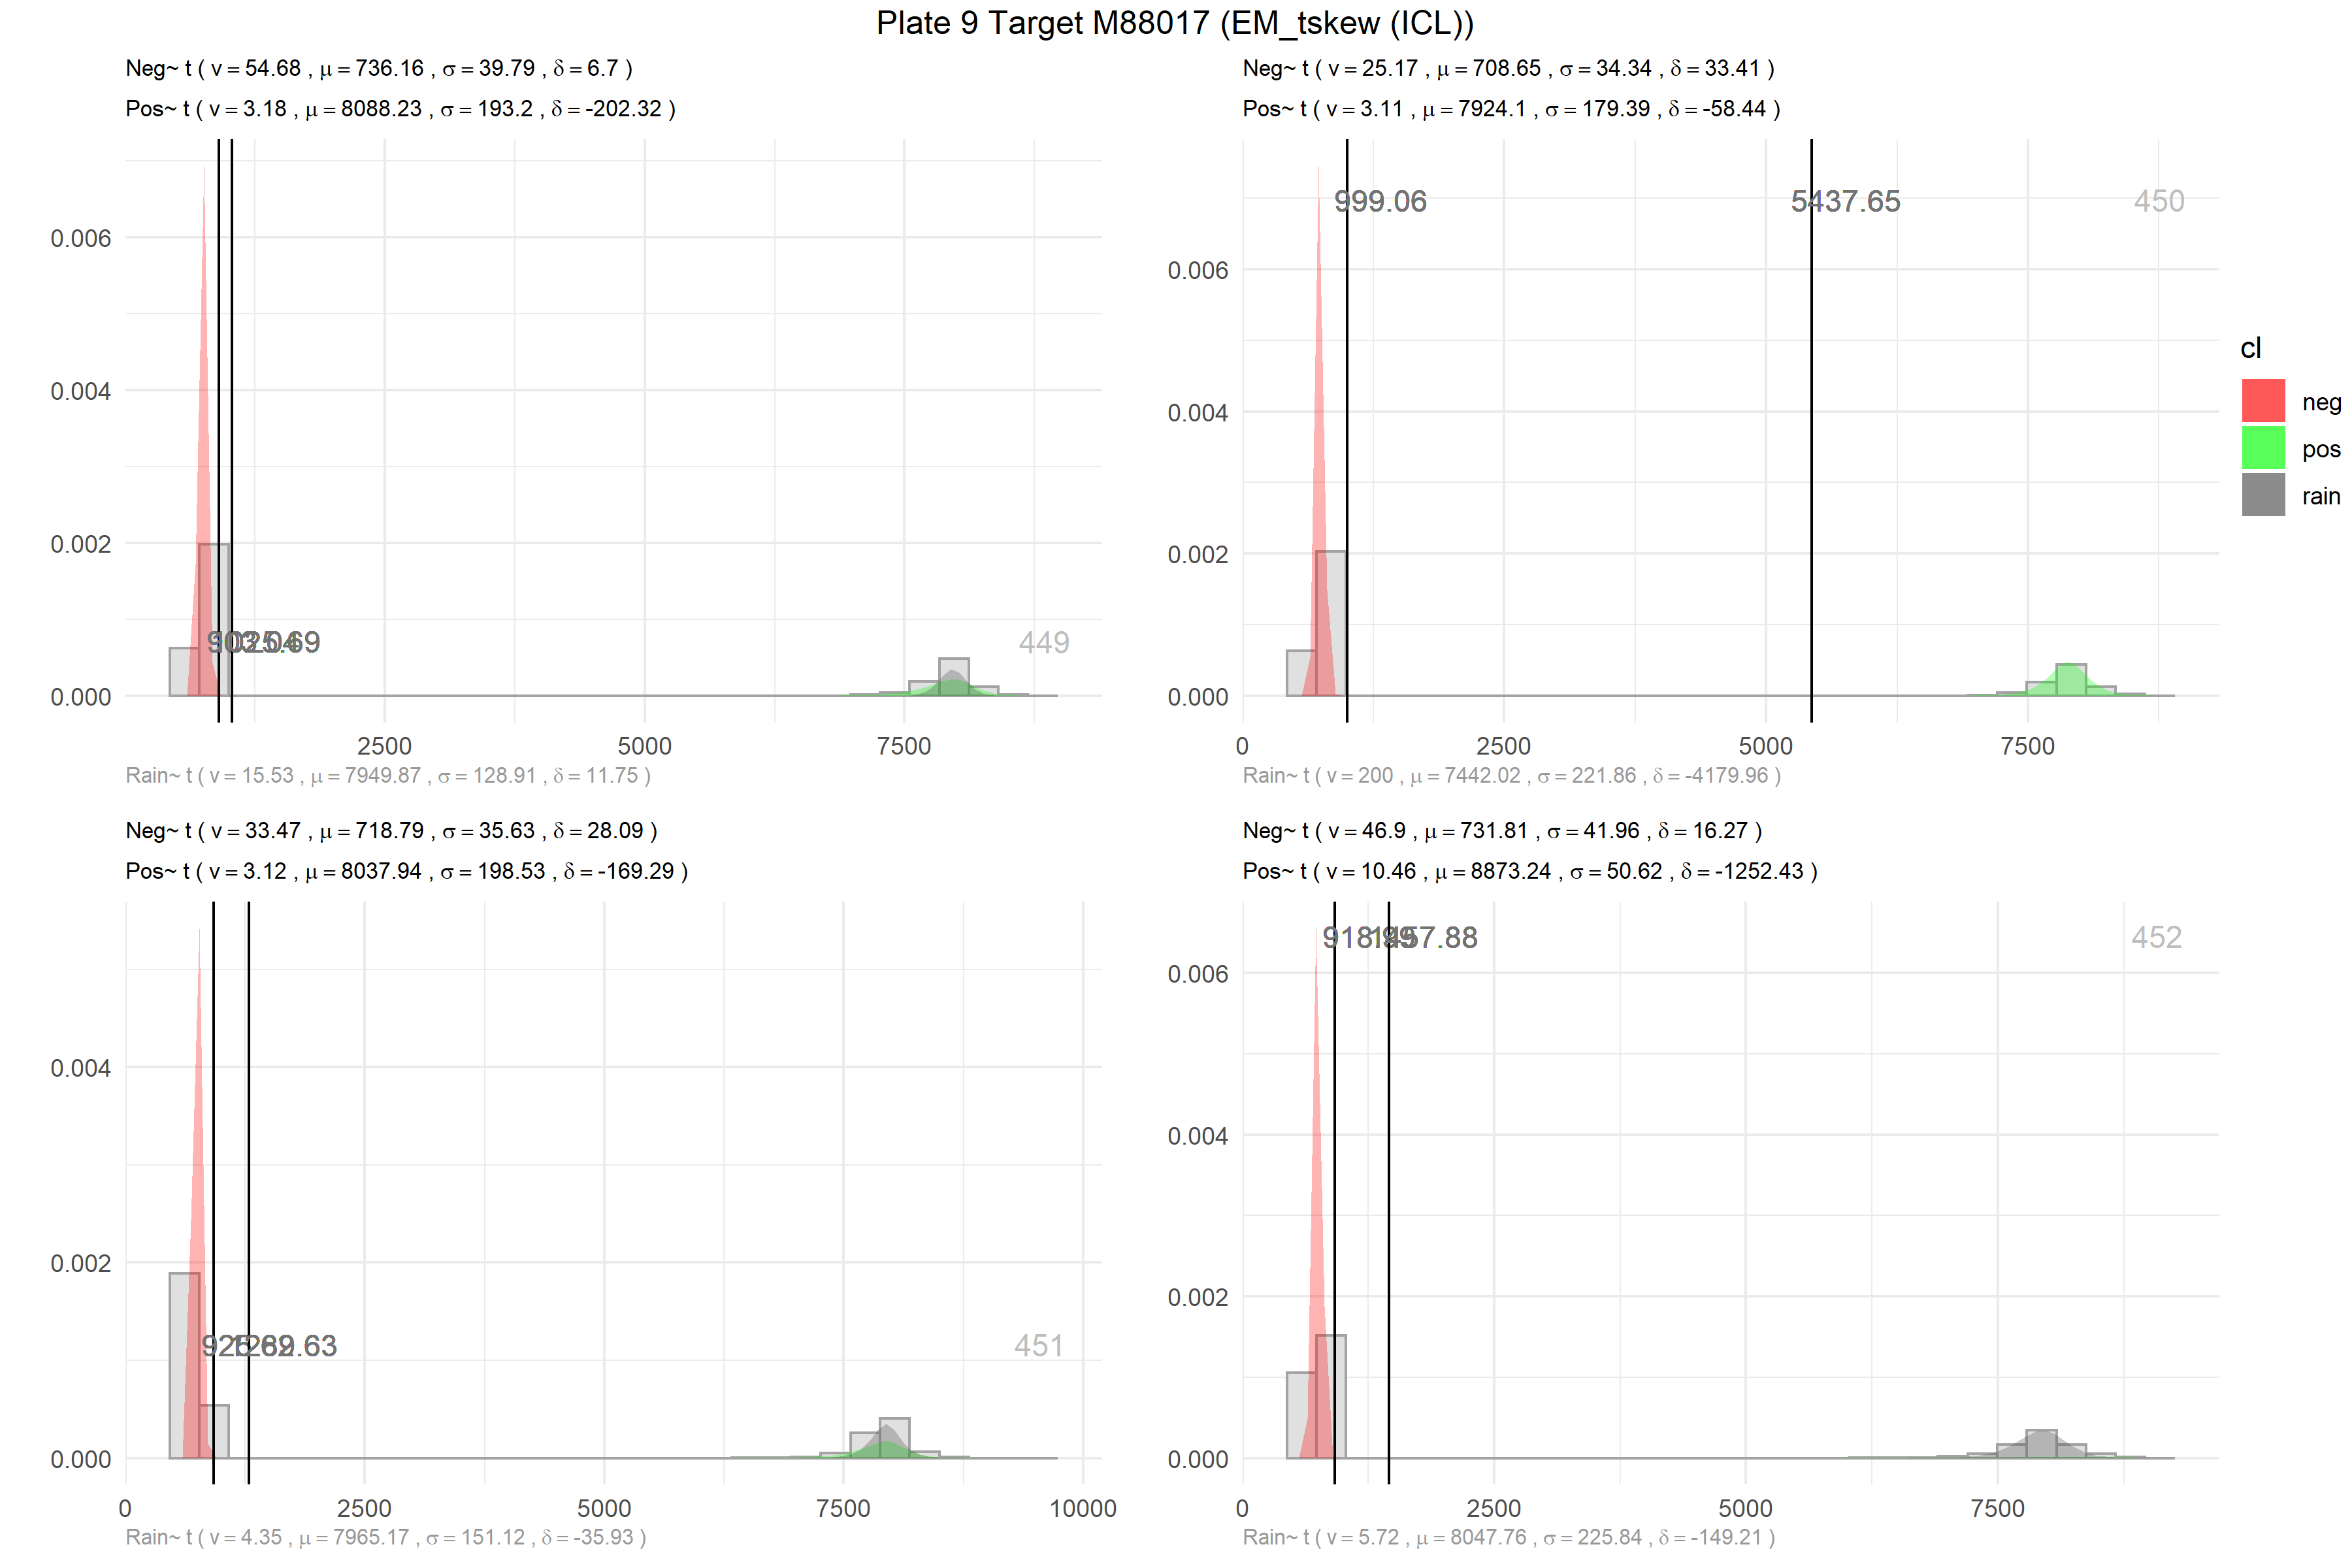 Plate 9 Target M88017 (EM_tskew (ICL))
Neg~ t ( ν = 54.68 , μ = 736.16 , σ = 39.79 , δ = 6.7 )
Pos~ t ( ν = 3.18 , μ = 8088.23 , σ = 193.2 , δ = -202.32 )
0.006
0.004
0.002
0.000
449
2500
5000
7500
Rain~ t ( ν = 15.53 , μ = 7949.87 , σ = 128.91 , δ = 11.75 )
Neg~ t ( ν = 25.17 , μ = 708.65 , σ = 34.34 , δ = 33.41 )
Pos~ t ( ν = 3.11 , μ = 7924.1 , σ = 179.39 , δ = -58.44 )
999.06
5437.65
450
0.006
0.004
0.002
0.000
0
2500
5000
7500
Rain~ t ( ν = 200 , μ = 7442.02 , σ = 221.86 , δ = -4179.96 )
cl
neg
pos
rain
Neg~ t ( ν = 33.47 , μ = 718.79 , σ = 35.63 , δ = 28.09 )
Pos~ t ( ν = 3.12 , μ = 8037.94 , σ = 198.53 , δ = -169.29 )
0.004
0.002
0.000
451
0
2500
5000
7500
10000
Rain~ t ( ν = 4.35 , μ = 7965.17 , σ = 151.12 , δ = -35.93 )
Neg~ t ( ν = 46.9 , μ = 731.81 , σ = 41.96 , δ = 16.27 )
Pos~ t ( ν = 10.46 , μ = 8873.24 , σ = 50.62 , δ = -1252.43 )
1457.88
452
0.006
0.004
0.002
0.000
0
2500
5000
7500
Rain~ t ( ν = 5.72 , μ = 8047.76 , σ = 225.84 , δ = -149.21 )